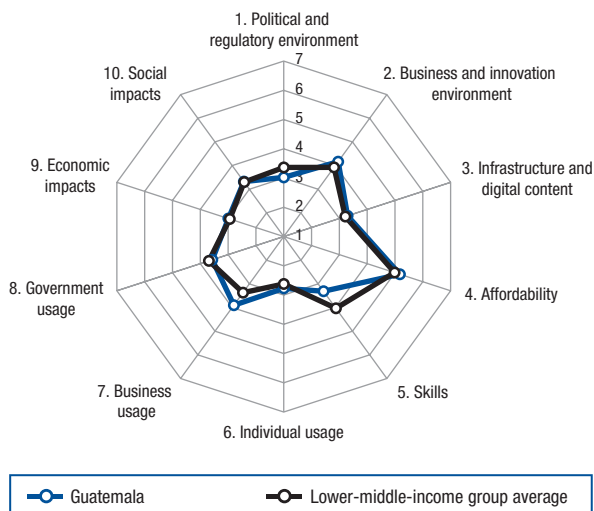 1. Political and
regulatory environment
2. Business and innovation
environment
3. Infrastructure and
digital content
4. Affordability
5. Skills
6. Individual usage
7. Business
usage
8. Government
usage
9. Economic
impacts
10. Social
impacts
7
6
5
4
3
2
1
Guatemala
Lower-middle-income group average